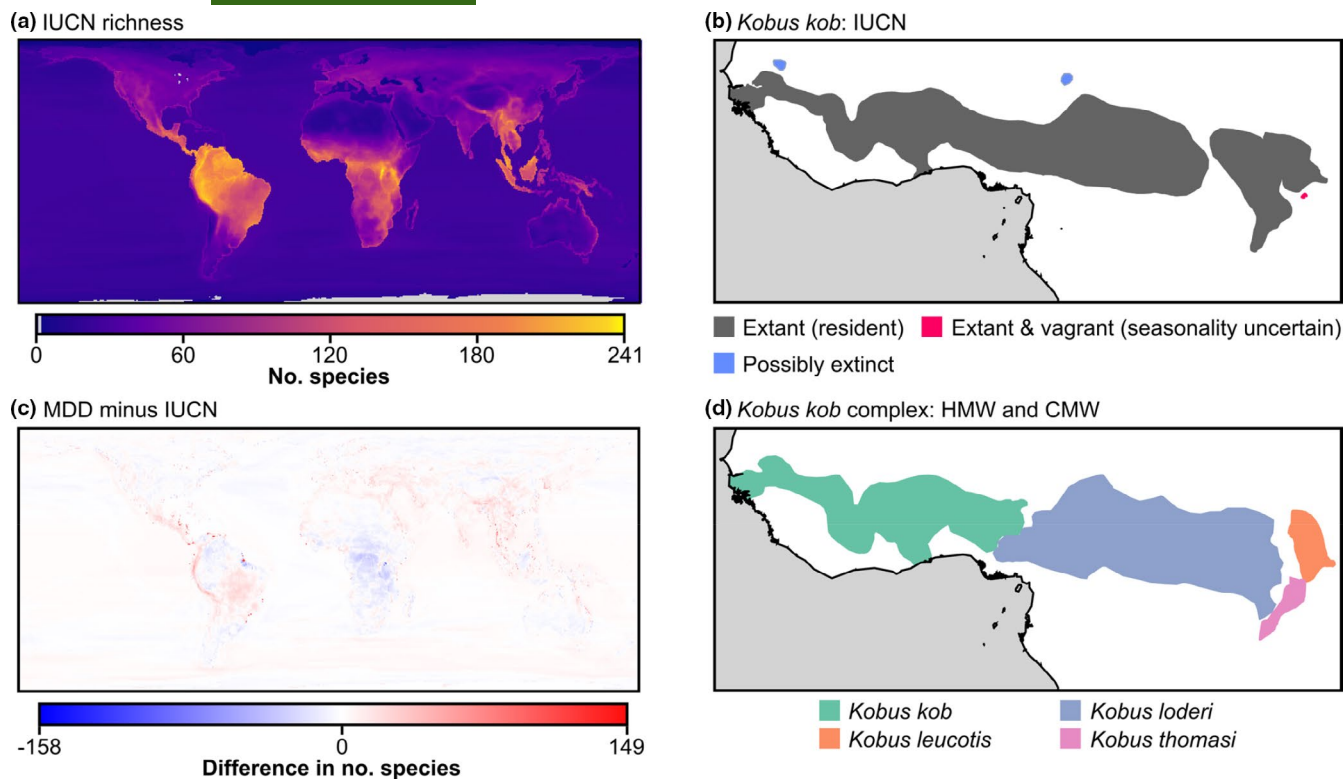 (a) IUCN richness
0 60 120 180 241
No. species
(b) Kobus kob: IUCN
Extant (resident) Extant & vagrant (seasonality uncertain)
Possibly extinct
(c) MDD minus IUCN
-158 0 149
Difference in no. species
(d) Kobus kob complex: HMW and CMW
Kobus kob Kobus loderi
Kobus leucotis Kobus thomasi